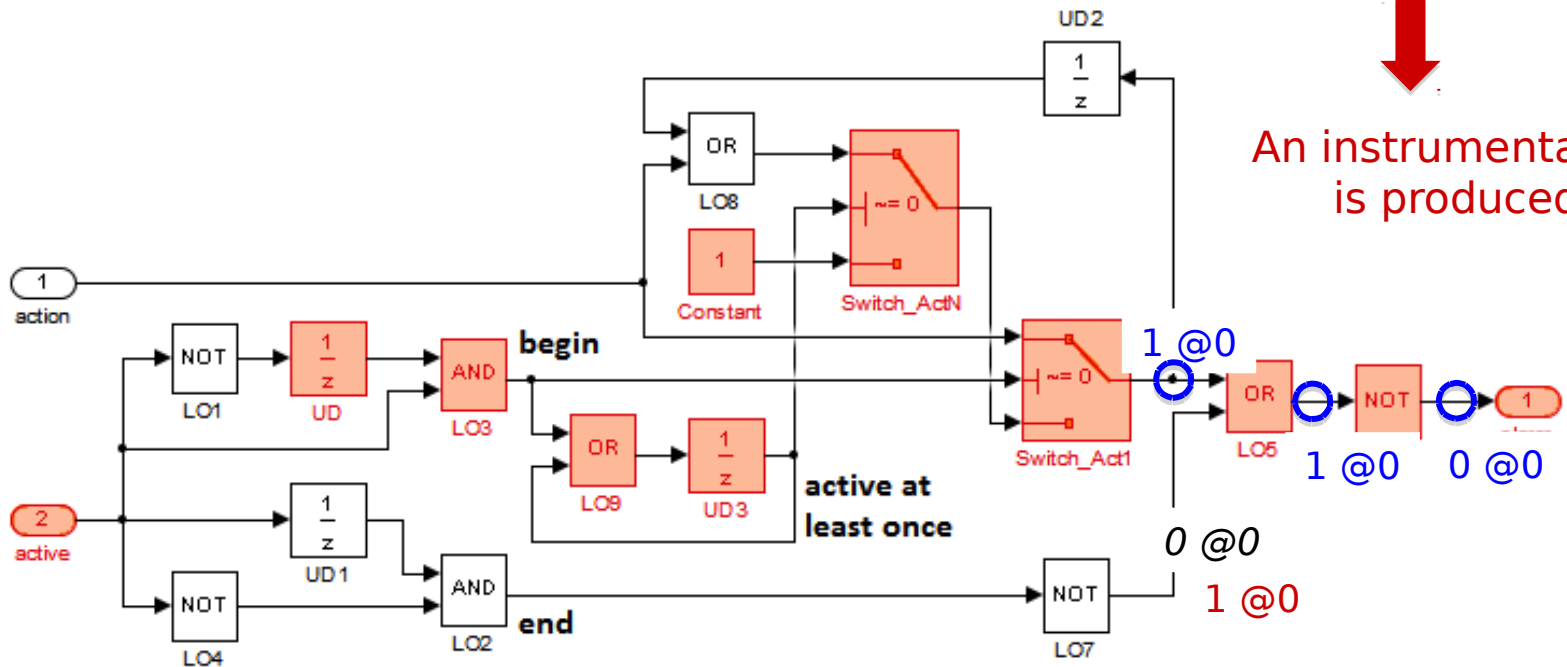 UD2
1
z
An instrumenta
is produced
OR
LO8
~= 0
1
Constant
Switch_ActN
1
action
NOT
LO1
1
z
UD
AND
LO3
begin
1 @0
~= 0
Switch_Act1
OR
LO5
NOT
1
1 @0
0 @0
OR
LO9
1
z
UD3
active at
least once
2
active
1
z
UD1
NOT
LO4
AND
LO2
end
NOT
LO7
0 @0
1 @0